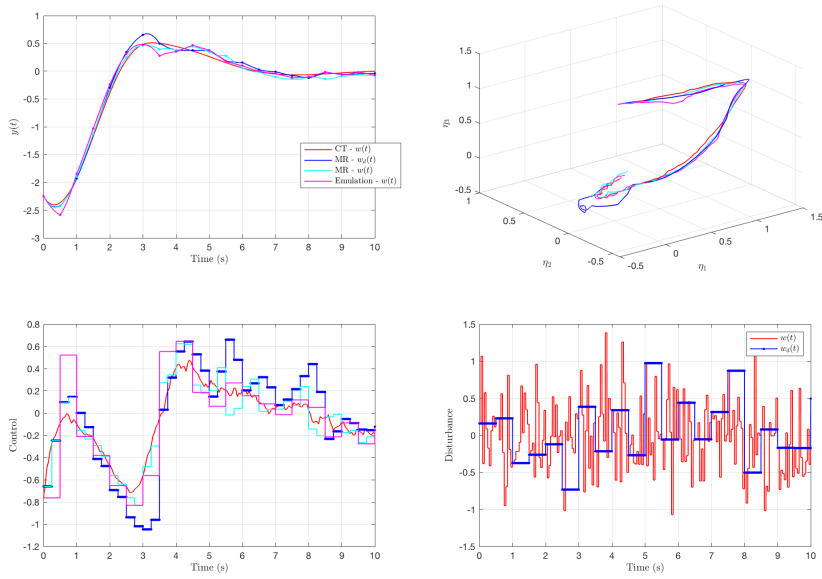 1
0.5
0
-0.5
-1
-1.5
-2
-2.5
-3
y(t)
0 1 2 3 4 5 6 7 8 9 10
Time (s)
CT - w(t)
MR - w_d(t)
MR - w(t)
Emulation - w(t)
1.5
1
0.5
0
-0.5
η₃
1
0.5
0
-0.5
η₂
-0.5
0
0.5
1
1.5
η₁
0.8
0.6
0.4
0.2
0
-0.2
-0.4
-0.6
-0.8
-1
-1.2
Control
0 1 2 3 4 5 6 7 8 9 10
Time (s)
1.5
1
0.5
0
-0.5
-1
-1.5
Disturbance
0 1 2 3 4 5 6 7 8 9 10
Time (s)
w(t)
w_d(t)